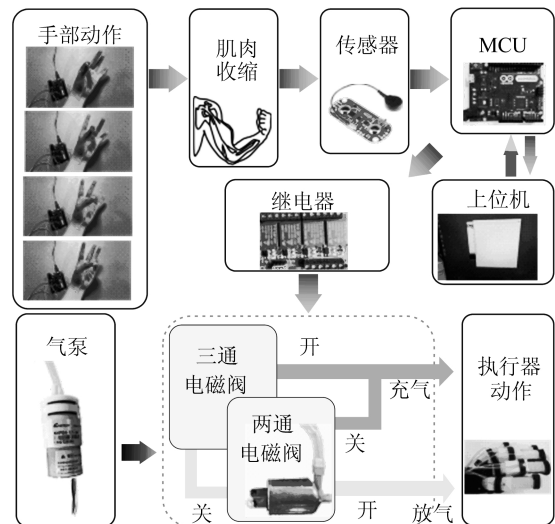 手部动作
肌肉
收缩
传感器
MCU
继电器
上位机
气泵
三通
电磁阀
开
充气
执行器
动作
两通
电磁阀
关
关
开
放气